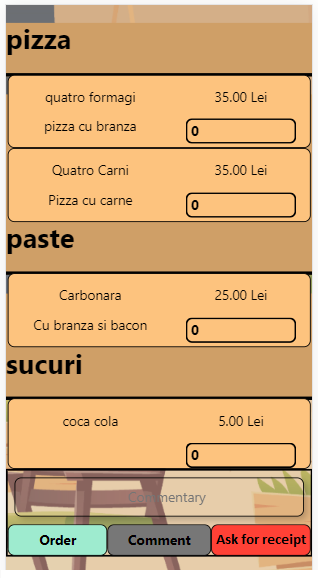 pizza
quatro formagi 35.00 Lei
pizza cu branza 0
Quatro Carni 35.00 Lei
Pizza cu carne 0
paste
Carbonara 25.00 Lei
Cu branza si bacon 0
sucuri
coca cola 5.00 Lei
0
Commentary
Order Comment Ask for receipt